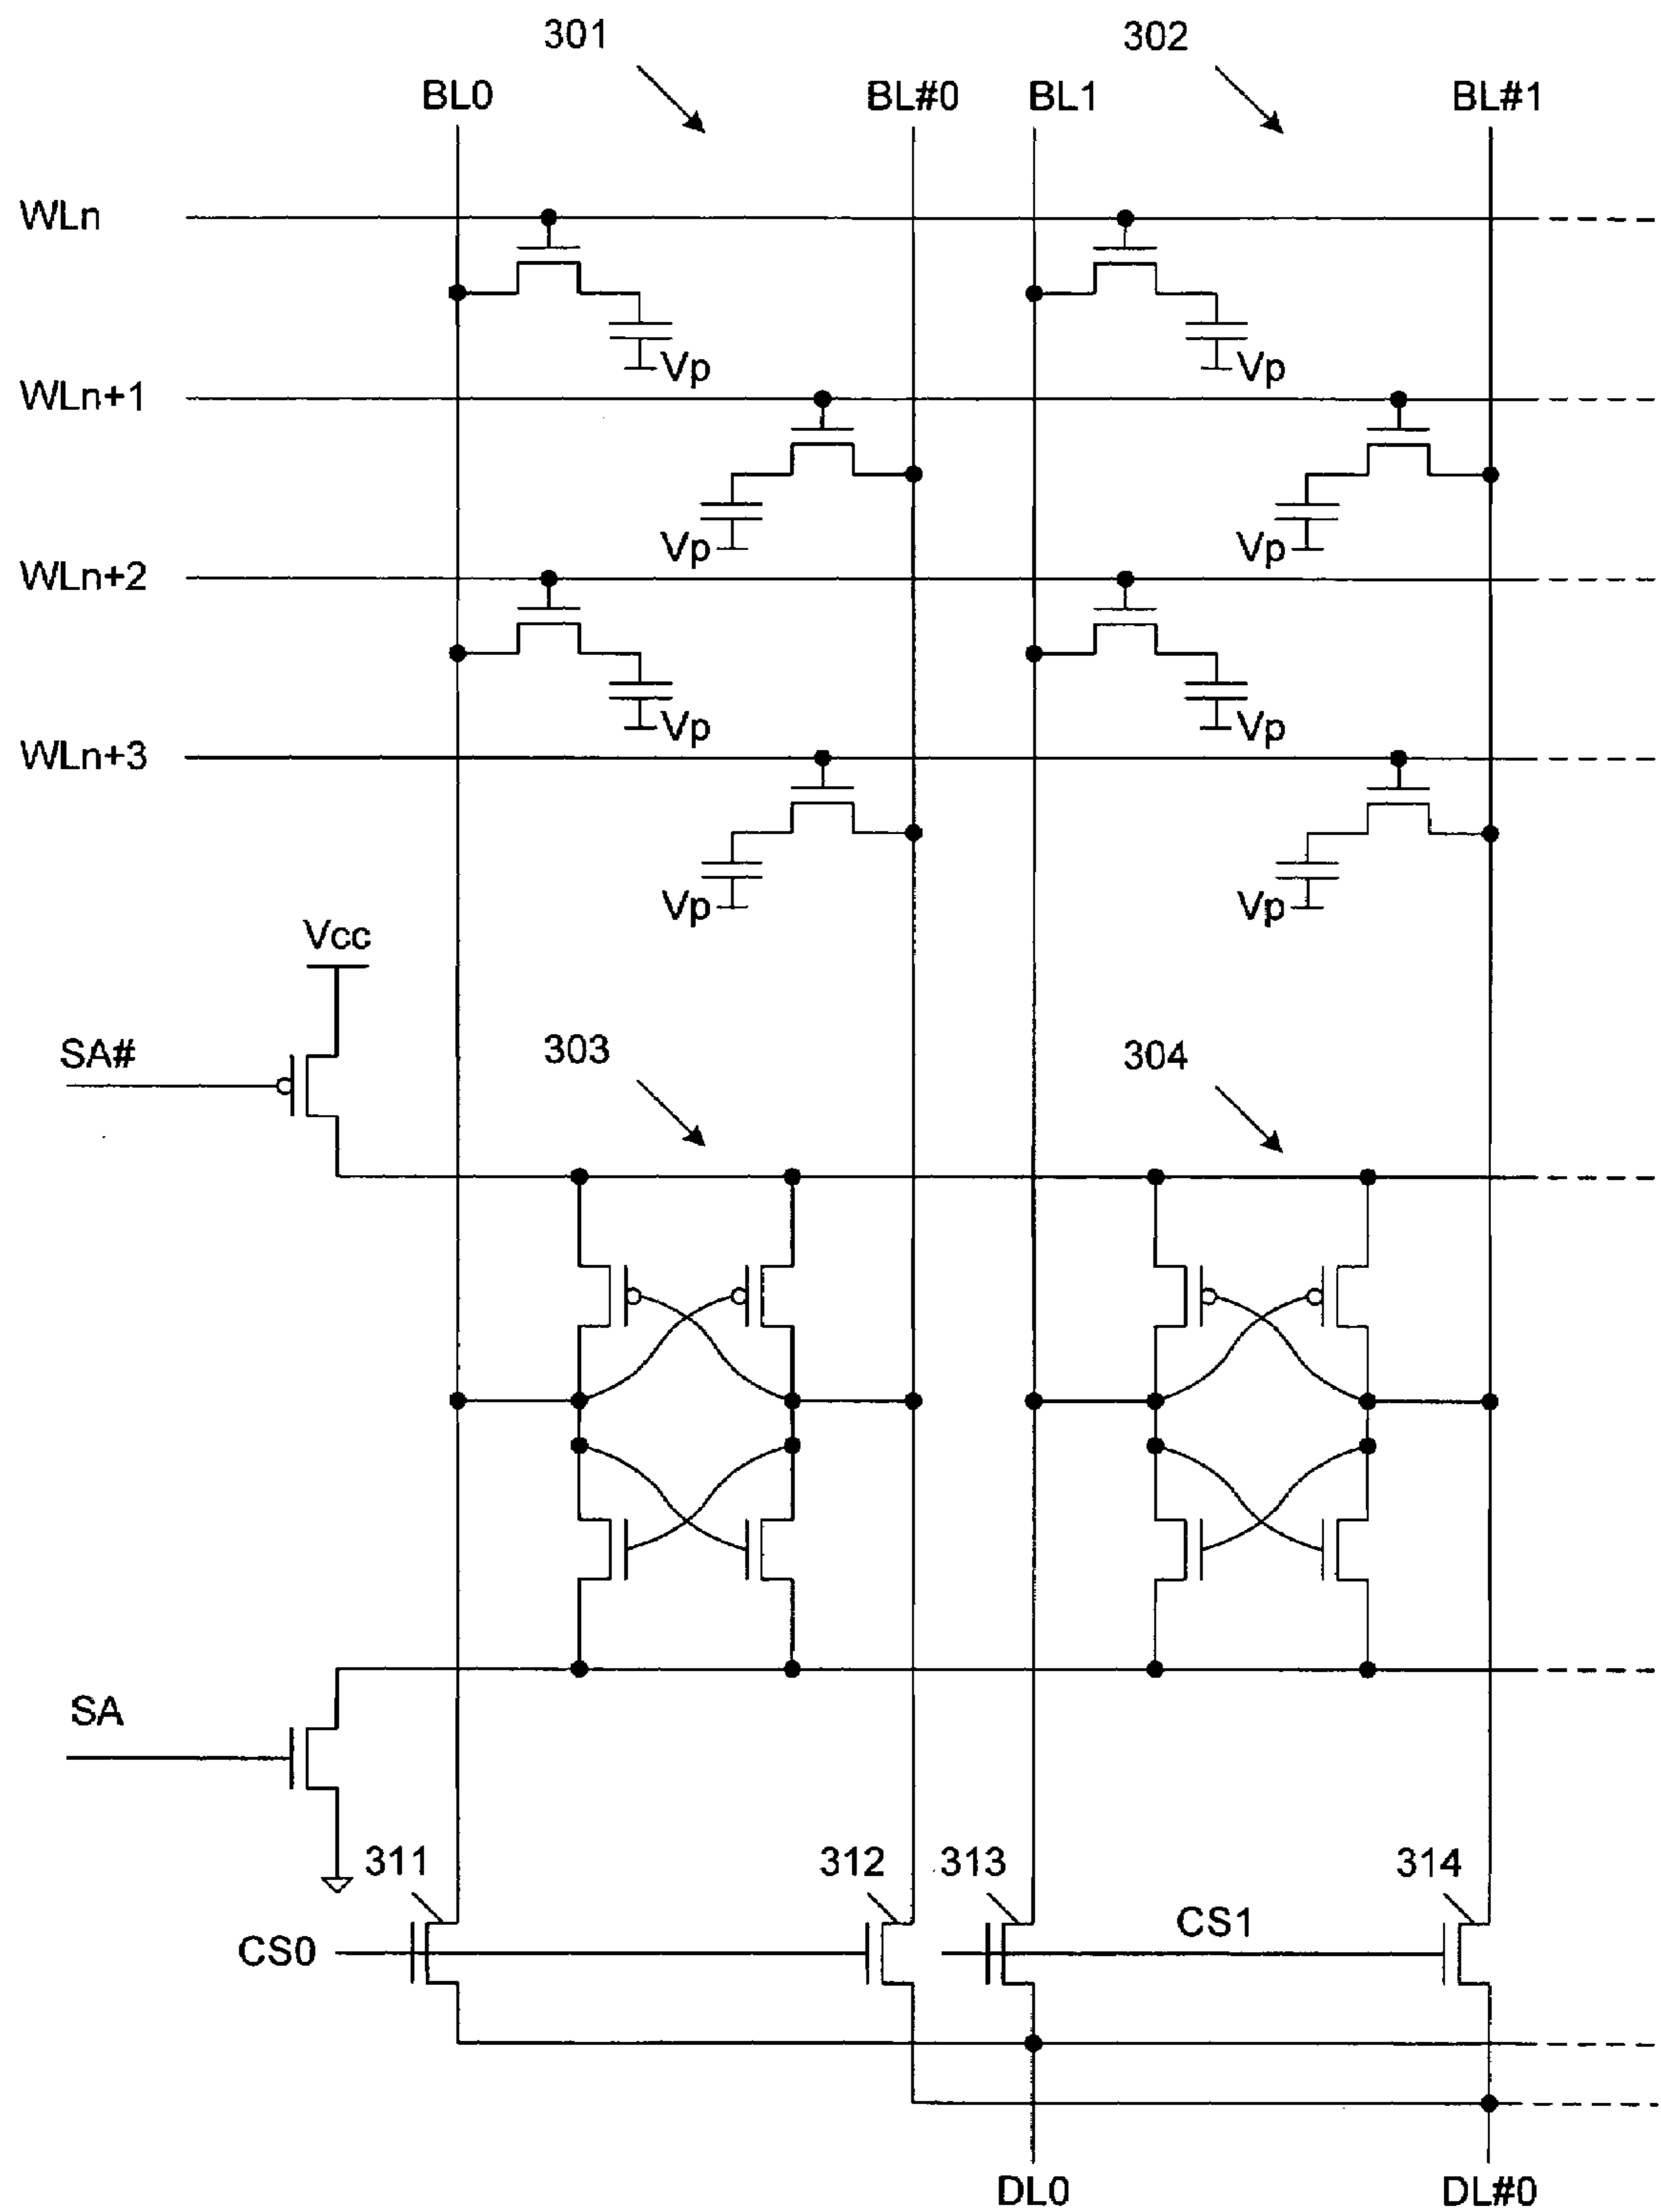 301
302
BL0
BL#0
BL1
BL#1
WLn
Vp
Vp
WLn+1
Vp
Vp
WLn+2
Vp
Vp
WLn+3
Vp
Vp
Vcc
SA#
303
304
SA
311
312
313
314
CS0
CS1
DL0
DL#0